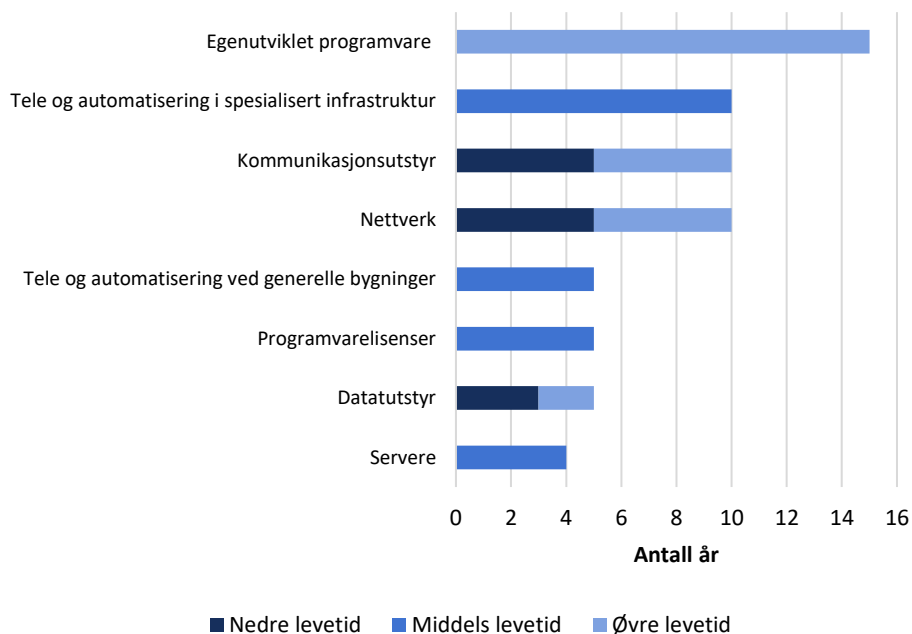 Egenutviklet programvare
Tele og automatisering i spesialisert infrastruktur
Kommunikasjonsutstyr
Nettverk
Tele og automatisering ved generelle bygninger
Programvarelisenser
Datatutstyr
Servere
0 2 4 6 8 10 12 14 16
Antall år
Nedre levetid Middels levetid Øvre levetid